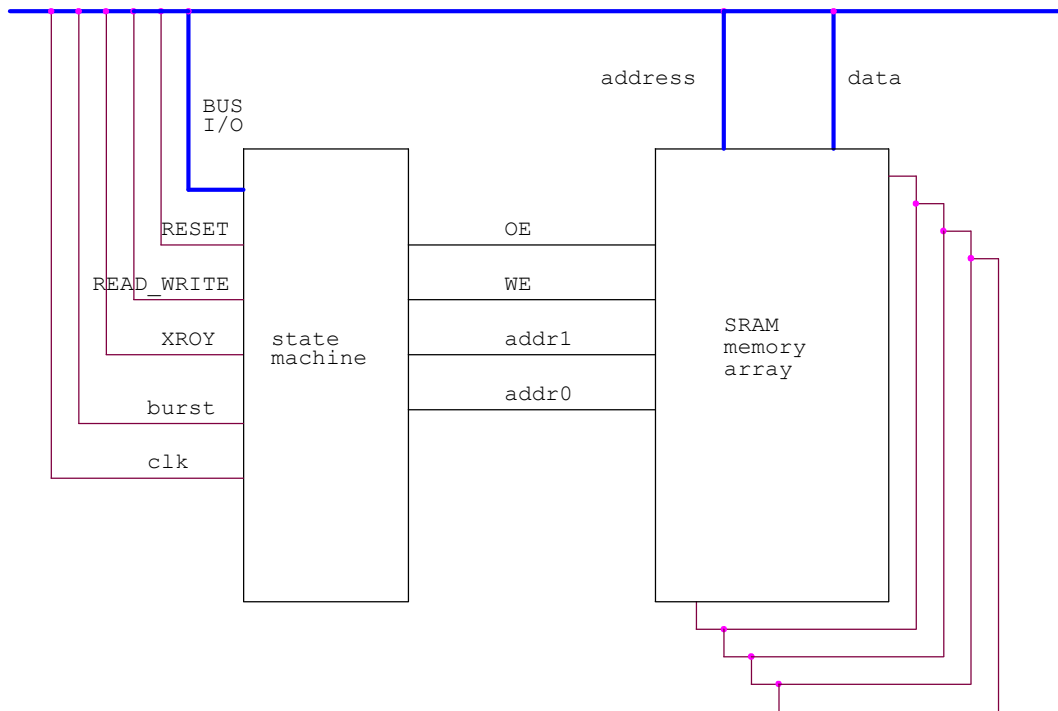 address
data
BUS
I/O
RESET
OE
READ_WRITE
WE
XROY
state
machine
addr1
SRAM
memory
array
burst
addr0
clk